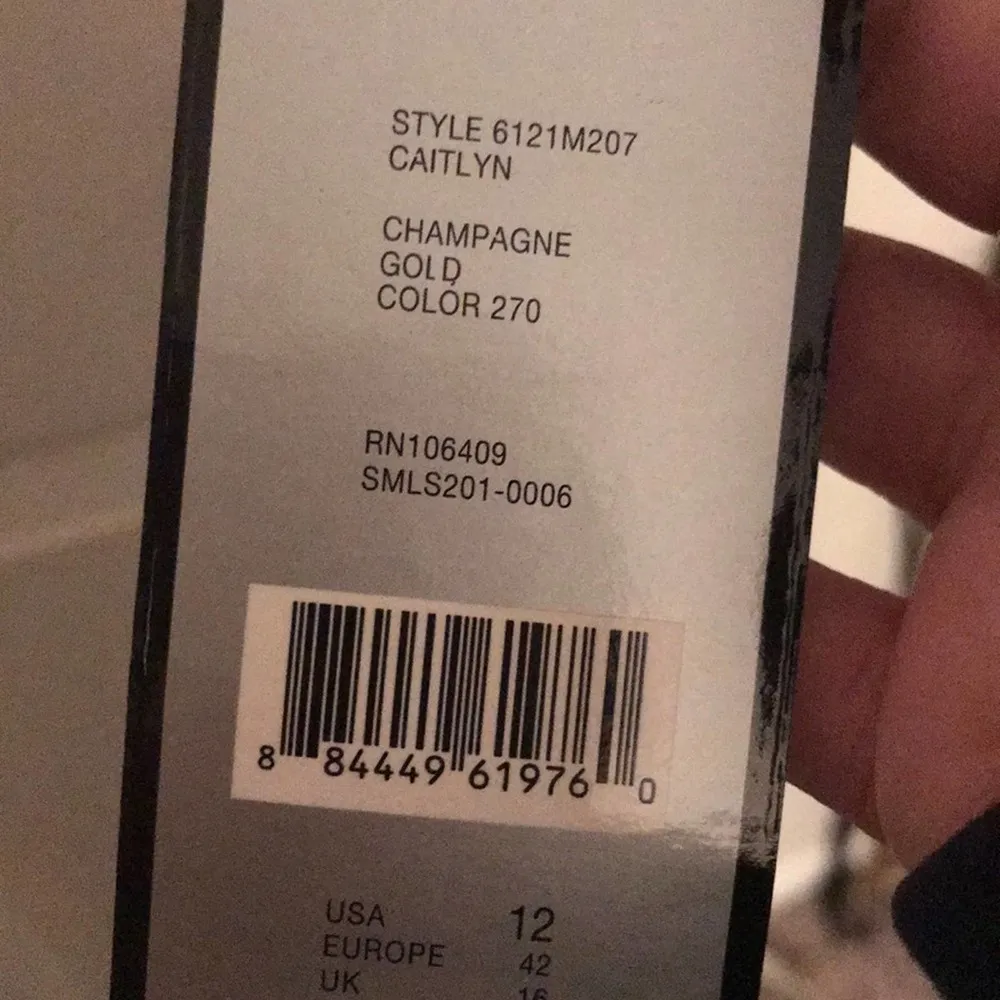 STYLE 6121M207
CAITLYN
CHAMPAGNE
GOLD
COLOR 270
RN106409
SMLS201-0006
8 84449 61976 0
USA 12
EUROPE 42
UK 16